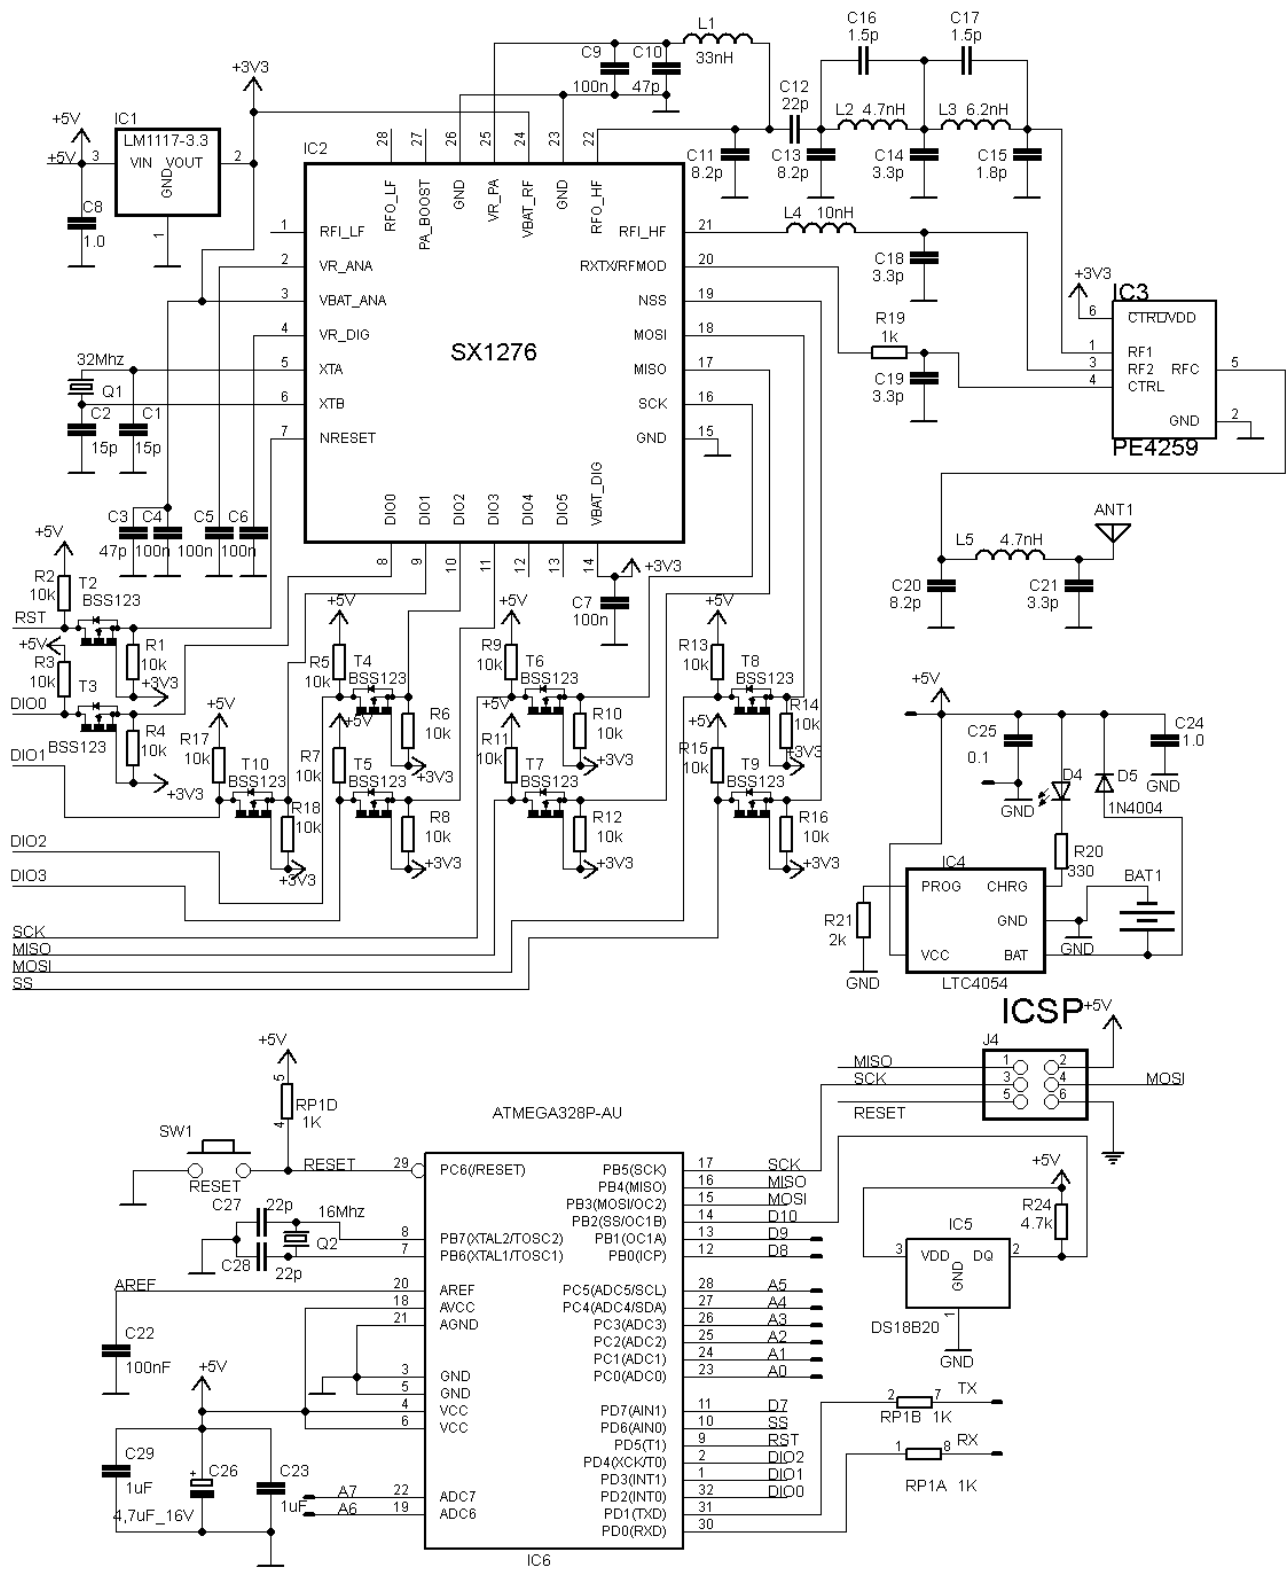 C16
1.5p
C17
1.5p
L1
33nH
C9
100n
C10
47p
C12
22p
L2 4.7nH
L3 6.2nH
+3V3
+5V
+5V
IC1
LM1117-3.3
3 VIN VOUT 2
GND
1
C8
1.0
IC2
28 27 26 25 24 23 22
C11
8.2p
C13
8.2p
C14
3.3p
C15
1.8p
RFO_LF
PA_BOOST
GND
VR_PA
VBAT_RF
GND
RFO_HF
1 RFI_LF
2 VR_ANA
3 VBAT_ANA
4 VR_DIG
5 XTA
6 XTB
7 NRESET
SX1276
RFI_HF 21
RXTX/RFMOD 20
NSS 19
MOSI 18
MISO 17
SCK 16
GND 15
L4 10nH
C18
3.3p
R19
1k
C19
3.3p
+3V3
IC3
6 CTRL/VDD
1 RF1
3 RF2 RFC 5
4 CTRL
GND 2
PE4259
32Mhz
Q1
C2
15p
C1
15p
DIO0
DIO1
DIO2
DIO3
DIO4
DIO5
VBAT_DIG
8 9 10 11 12 13 14
C3
47p
C4
100n
C5
100n
C6
100n
+3V3
C7
100n
ANT1
L5 4.7nH
C20
8.2p
C21
3.3p
+5V
R2
10k
T2
BSS123
RST
R1
10k
+3V3
+5V
R3
10k
T3
BSS123
DIO0
R4
10k
+3V3
DIO1
+5V
R17
10k
T10
BSS123
R18
10k
+3V3
+5V
R5
10k
T4
BSS123
R6
10k
+3V3
+5V
R7
10k
T5
BSS123
R8
10k
+3V3
+5V
R9
10k
T6
BSS123
R10
10k
+3V3
+5V
R11
10k
T7
BSS123
R12
10k
+3V3
+5V
R13
10k
T8
BSS123
R14
10k
+3V3
+5V
R15
10k
T9
BSS123
R16
10k
+3V3
DIO2
DIO3
SCK
MISO
MOSI
SS
+5V
C25
0.1
GND
D4
D5
1N4004
C24
1.0
GND
R20
330
IC4
PROG CHRG
GND
VCC BAT
LTC4054
R21
2k
GND
GND
BAT1
ICSP
+5V
J4
MISO 1 2
SCK 3 4 MOSI
RESET 5 6
+5V
5
RP1D
1K
4
SW1
RESET
RESET
ATMEGA328P-AU
29 PC6(/RESET)
8 PB7(XTAL2/TOSC2)
7 PB6(XTAL1/TOSC1)
20 AREF
18 AVCC
21 AGND
3 GND
5 GND
4 VCC
6 VCC
22 ADC7
19 ADC6
PB5(SCK) 17 SCK
PB4(MISO) 16 MISO
PB3(MOSI/OC2) 15 MOSI
PB2(SS/OC1B) 14 D10
PB1(OC1A) 13 D9
PB0(ICP) 12 D8
PC5(ADC5/SCL) 28 A5
PC4(ADC4/SDA) 27 A4
PC3(ADC3) 26 A3
PC2(ADC2) 25 A2
PC1(ADC1) 24 A1
PC0(ADC0) 23 A0
PD7(AIN1) 11 D7
PD6(AIN0) 10 SS
PD5(T1) 9 RST
PD4(XCK/T0) 2 DIO2
PD3(INT1) 1 DIO1
PD2(INT0) 32 DIO0
PD1(TXD) 31
PD0(RXD) 30
IC6
C27
22p
16Mhz
Q2
C28
22p
AREF
C22
100nF
+5V
C29
1uF
+
C26
4,7uF_16V
C23
1uF
A7
A6
+5V
R24
4.7k
IC5
3 VDD DQ 2
GND
1
DS18B20
GND
2 7 TX
RP1B 1K
1 8 RX
RP1A 1K